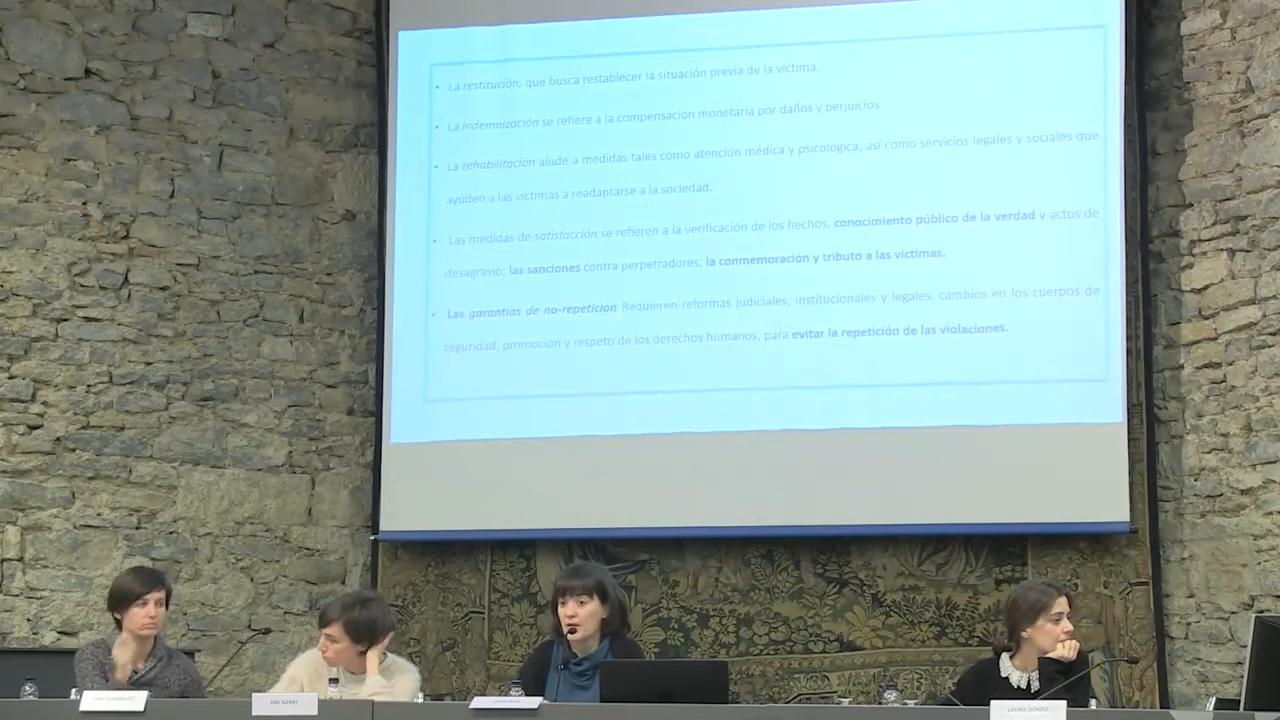 • La restitución, que busca restablecer la situación previa de la víctima.
• La indemnización se refiere a la compensación monetaria por daños y perjuicios
• La rehabilitación alude a medidas tales como atención médica y psicológica, así como servicios legales y sociales que
ayuden a las víctimas a readaptarse a la sociedad.
• Las medidas de satisfacción se refieren a la verificación de los hechos, conocimiento público de la verdad y actos de
desagravio; las sanciones contra perpetradores; la conmemoración y tributo a las víctimas.
• Las garantías de no-repetición Requieren reformas judiciales, institucionales y legales, cambios en los cuerpos de
seguridad, promoción y respeto de los derechos humanos, para evitar la repetición de las violaciones.
LAURA GÓMEZ